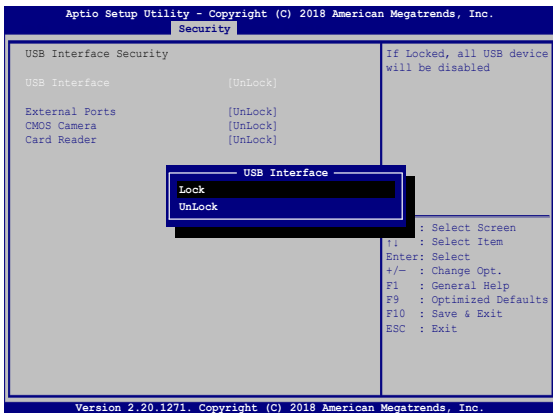 Aptio Setup Utility - Copyright (C) 2018 American Megatrends, Inc.
Security
USB Interface Security
USB Interface [UnLock]
External Ports [UnLock]
CMOS Camera [UnLock]
Card Reader [UnLock]
If Locked, all USB device
will be disabled
USB Interface
Lock
UnLock
: Select Screen
↑↓ : Select Item
Enter: Select
+/— : Change Opt.
F1 : General Help
F9 : Optimized Defaults
F10 : Save & Exit
ESC : Exit
Version 2.20.1271. Copyright (C) 2018 American Megatrends, Inc.